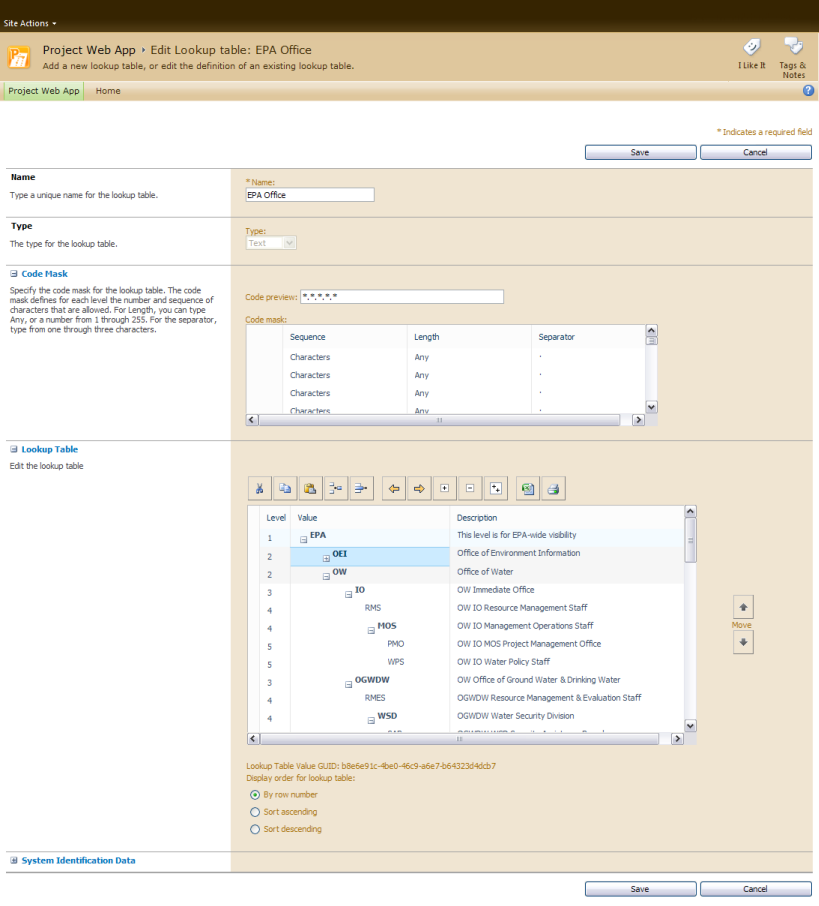 Site Actions
Project Web App ▸ Edit Lookup table: EPA Office
Add a new lookup table, or edit the definition of an existing lookup table.
I Like It
Tags & Notes
Project Web App
Home
* Indicates a required field
Save
Cancel
Name
Type a unique name for the lookup table.
* Name:
EPA Office
Type
The type for the lookup table.
Type:
Text
Code Mask
Specify the code mask for the lookup table. The code
mask defines for each level the number and sequence of
characters that are allowed. For Length, you can type
Any, or a number from 1 through 255. For the separator,
type from one through three characters.
Code preview: *.*.*.*.*
Code mask:
Sequence Length Separator
Characters Any .
Characters Any .
Characters Any .
Characters Any .
Lookup Table
Edit the lookup table
Level Value Description
1 EPA This level is for EPA-wide visibility
2 OEI Office of Environment Information
2 OW Office of Water
3 IO OW Immediate Office
4 RMS OW IO Resource Management Staff
4 MOS OW IO Management Operations Staff
5 PMO OW IO MOS Project Management Office
5 WPS OW IO Water Policy Staff
3 OGWDW OW Office of Ground Water & Drinking Water
4 RMES OGWDW Resource Management & Evaluation Staff
4 WSD OGWDW Water Security Division
Move
Lookup Table Value GUID: b8e6e91c-4be0-46c9-a6e7-b64323d4dcb7
Display order for lookup table:
By row number
Sort ascending
Sort descending
System Identification Data
Save
Cancel